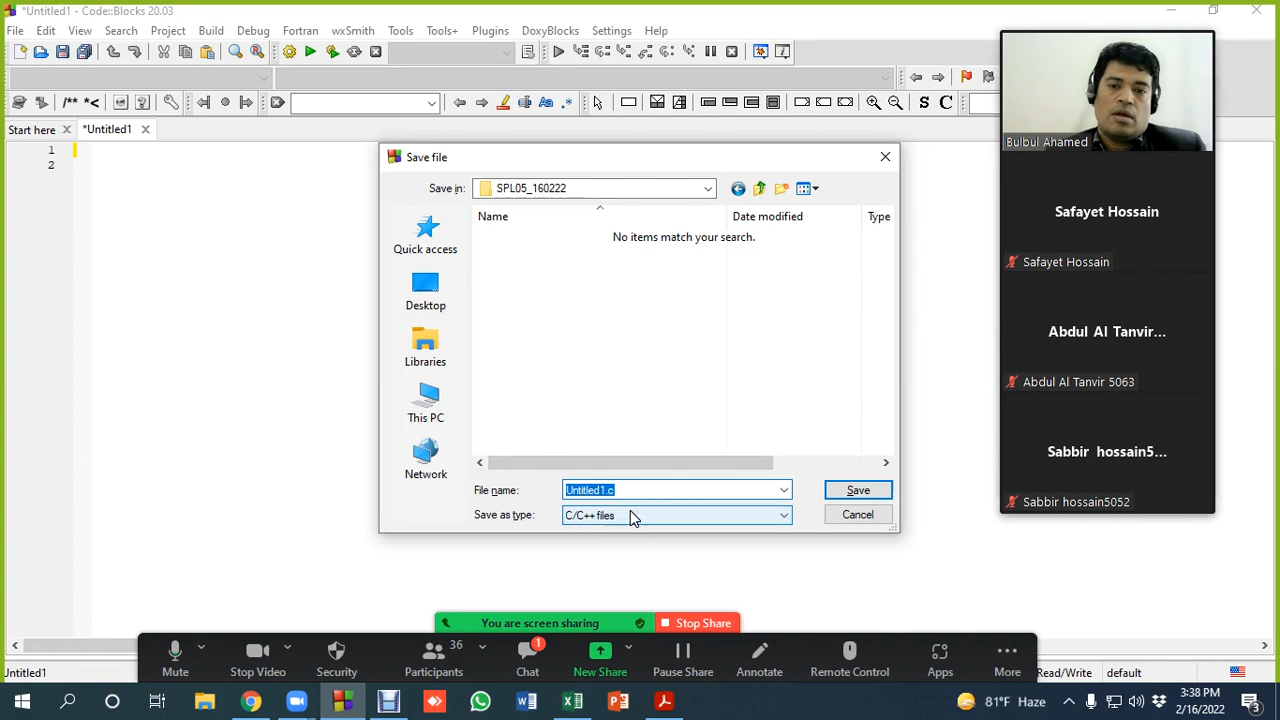 *Untitled1 - Code::Blocks 20.03
File Edit View Search Project Build Debug Fortran wxSmith Tools Tools+ Plugins DoxyBlocks Settings Help
/** *<
.*
S C
Start here
*Untitled1
1
2
Save file
Save in: SPL05_160222
Name Date modified Type
No items match your search.
Quick access
Desktop
Libraries
This PC
Network
File name: Untitled1.c Save
Save as type: C/C++ files Cancel
Bulbul Ahamed
Safayet Hossain
Safayet Hossain
Abdul Al Tanvir...
Abdul Al Tanvir 5063
Sabbir hossain5...
Sabbir hossain5052
You are screen sharing Stop Share
36 1
Mute Stop Video Security Participants Chat New Share Pause Share Annotate Remote Control Apps More
Untitled1 Read/Write default
81°F Haze
3:38 PM
2/16/2022
3